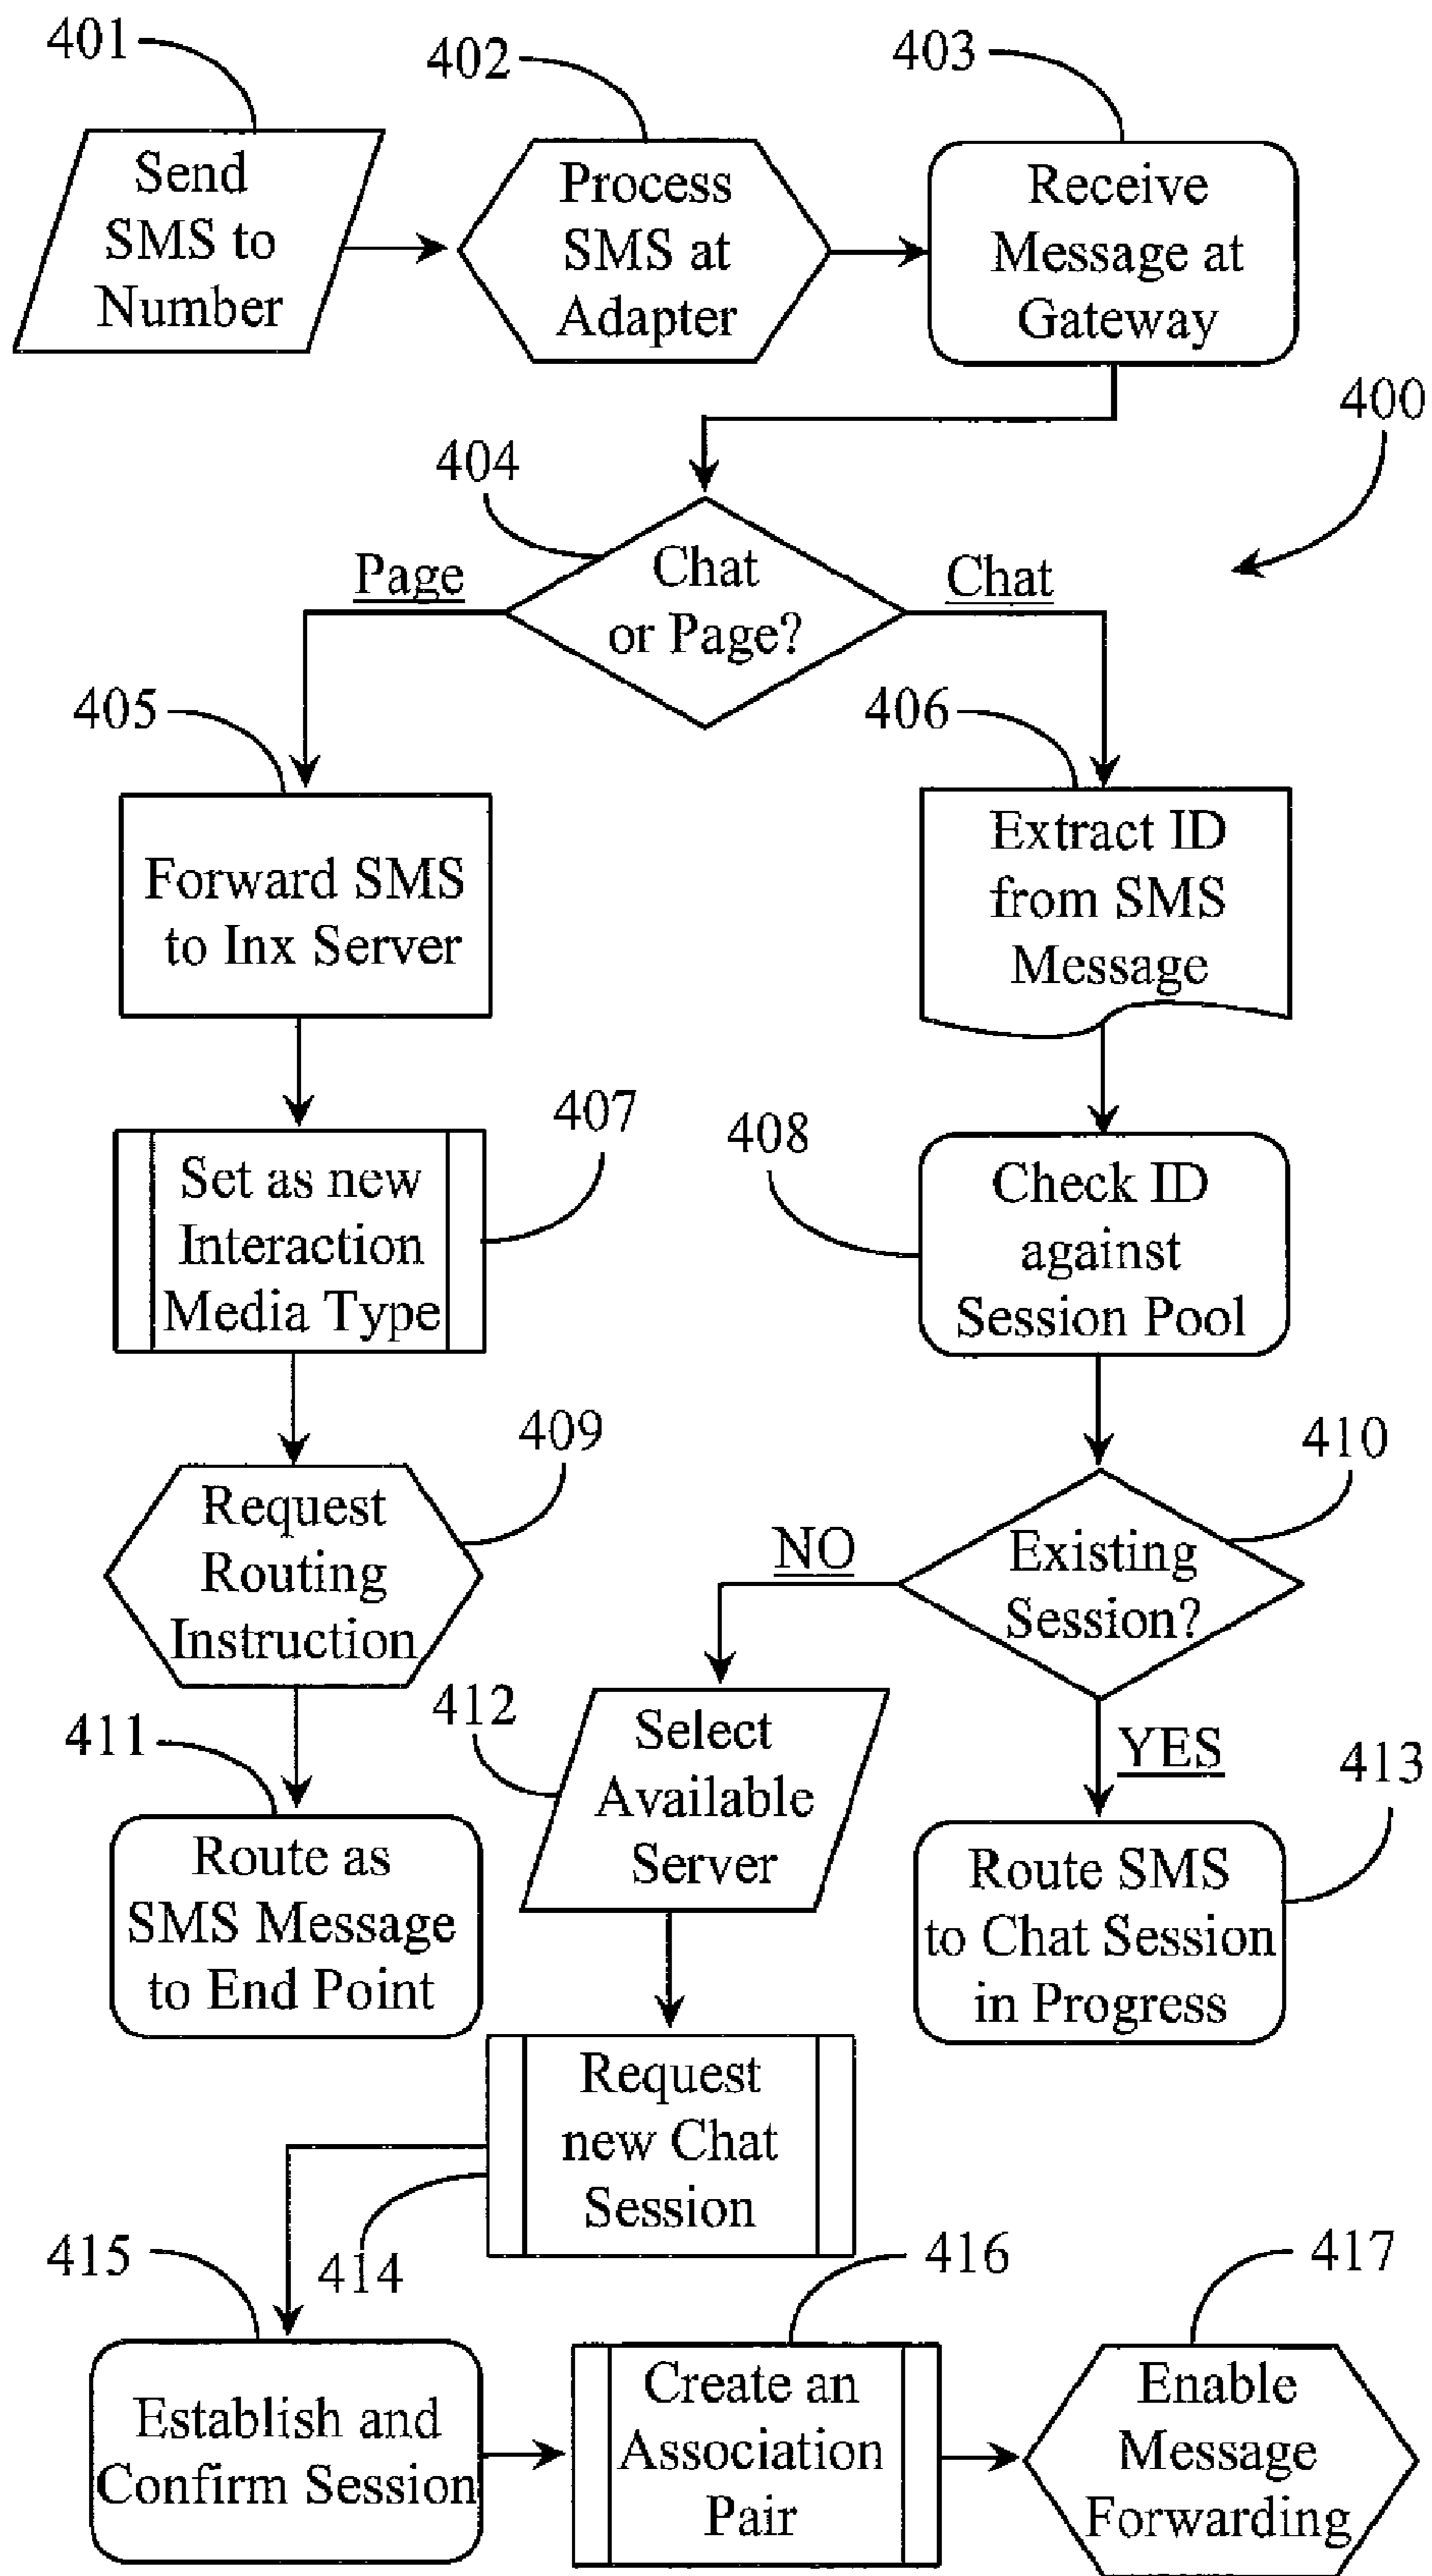 401
402
403
Send
SMS to
Number
Process
SMS at
Adapter
Receive
Message at
Gateway
400
404
Page
Chat
or Page?
Chat
405
406
Forward SMS
to Inx Server
Extract ID
from SMS
Message
407
408
Set as new
Interaction
Media Type
Check ID
against
Session Pool
409
410
Request
Routing
Instruction
NO
Existing
Session?
411
412
Select
Available
Server
YES
413
Route as
SMS Message
to End Point
Route SMS
to Chat Session
in Progress
Request
new Chat
Session
414
415
416
417
Establish and
Confirm Session
Create an
Association
Pair
Enable
Message
Forwarding